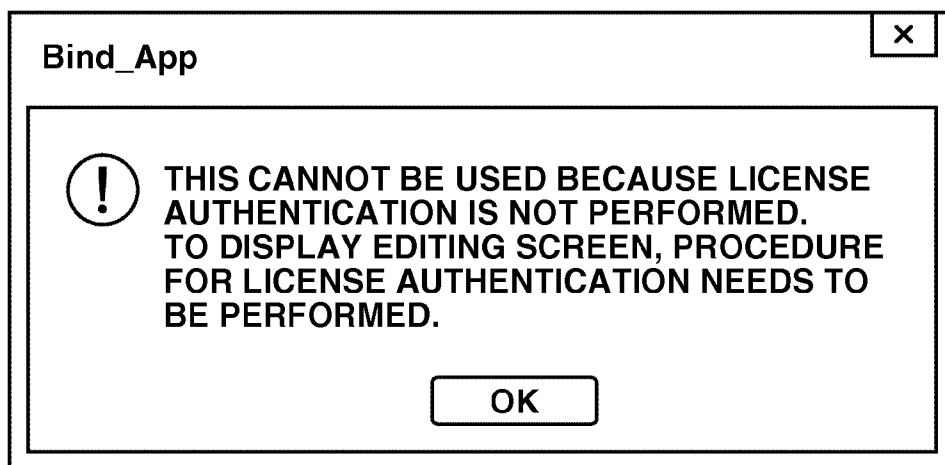 Bind_App
×
THIS CANNOT BE USED BECAUSE LICENSE
AUTHENTICATION IS NOT PERFORMED.
TO DISPLAY EDITING SCREEN, PROCEDURE
FOR LICENSE AUTHENTICATION NEEDS TO
BE PERFORMED.
OK